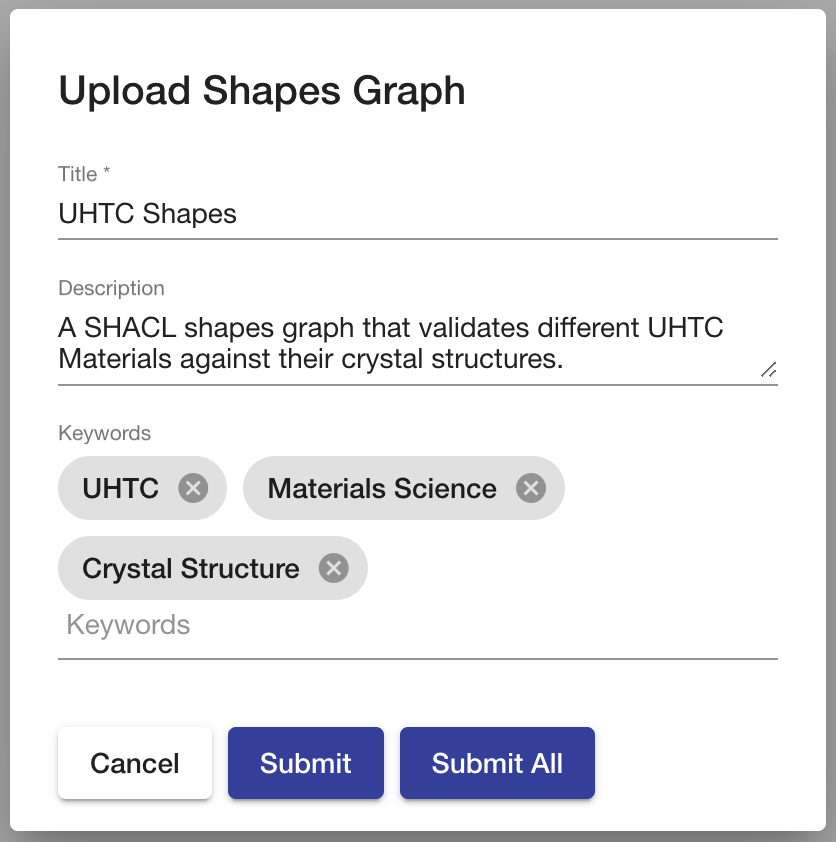 Upload Shapes Graph
Title *
UHTC Shapes
Description
A SHACL shapes graph that validates different UHTC
Materials against their crystal structures.
Keywords
UHTC Materials Science
Crystal Structure
Keywords
Cancel Submit Submit All